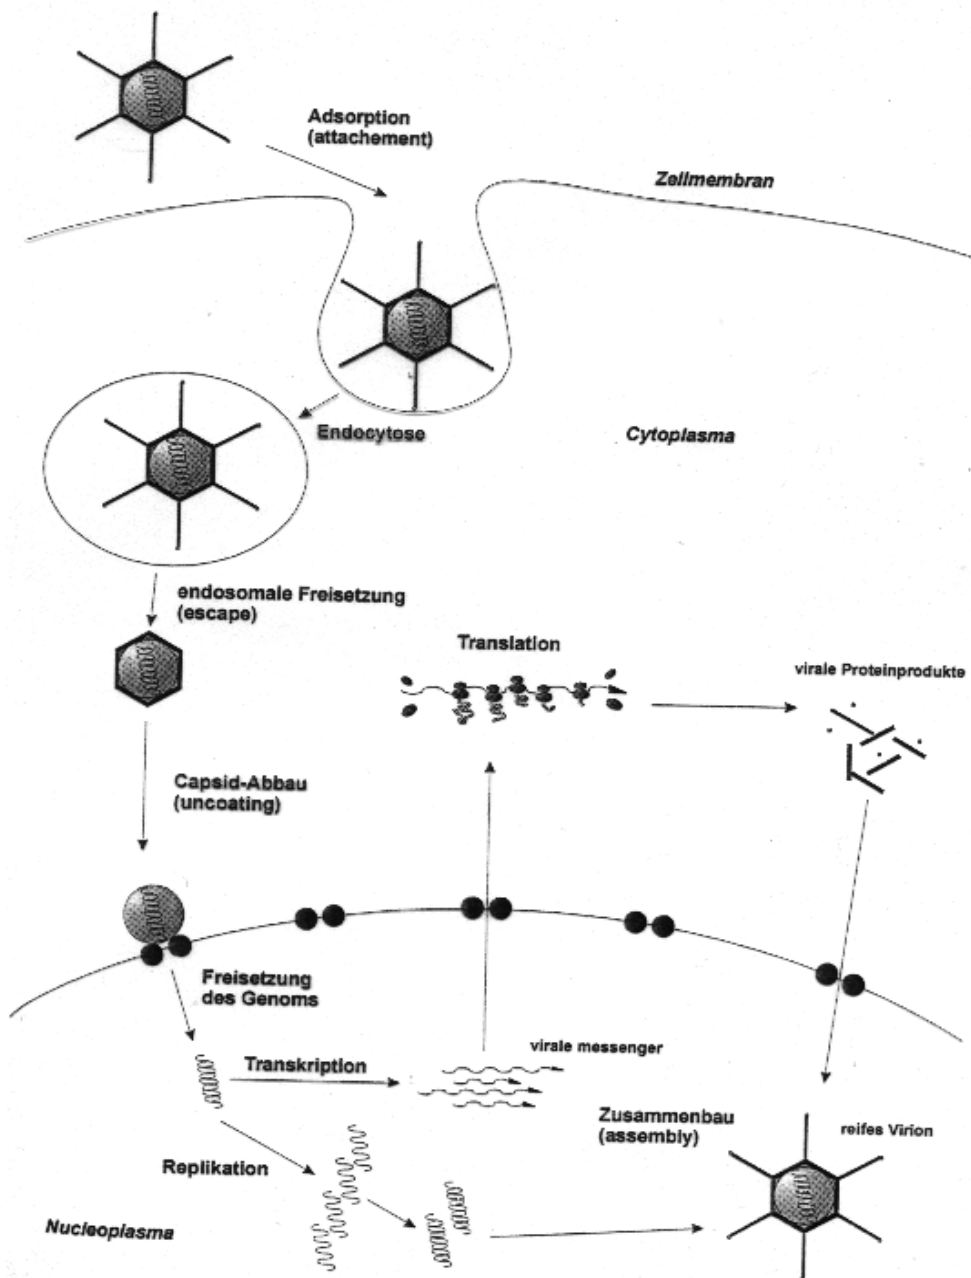 Adsorption
(attachement)
Zellmembran
Endocytose
Cytoplasma
endosomale Freisetzung
(escape)
Translation
virale Proteinprodukte
Capsid-Abbau
(uncoating)
Freisetzung
des Genoms
virale messenger
Transkription
Zusammenbau
(assembly)
reifes Virion
Replikation
Nucleoplasma